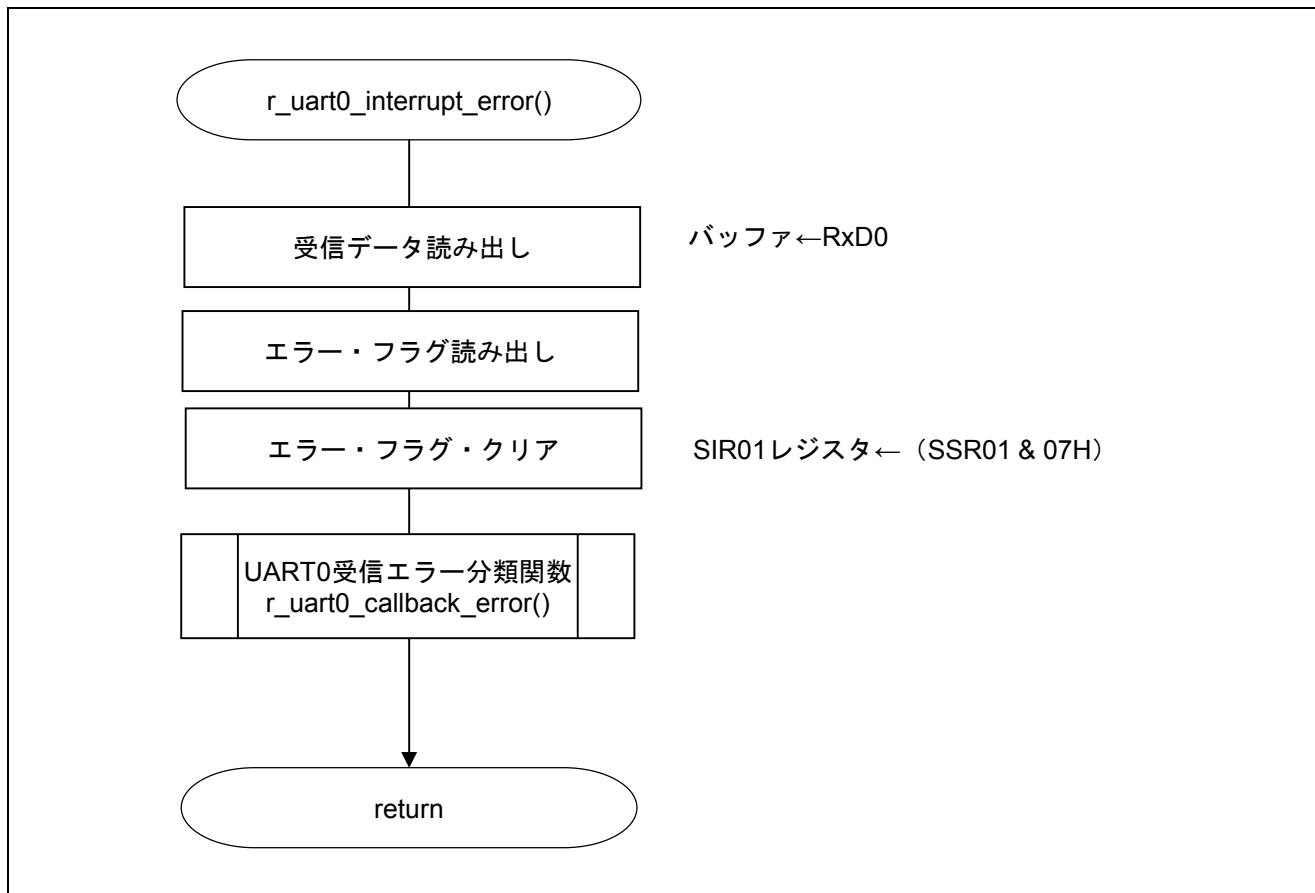 r_uart0_interrupt_error()
受信データ読み出し
バッファ←RxD0
エラー・フラグ読み出し
エラー・フラグ・クリア
SIR01レジスタ←（SSR01 & 07H）
UART0受信エラー分類関数
r_uart0_callback_error()
return